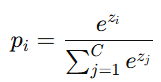 p_i = \frac{e^{z_i}}{\sum_{j=1}^{C} e^{z_j}}